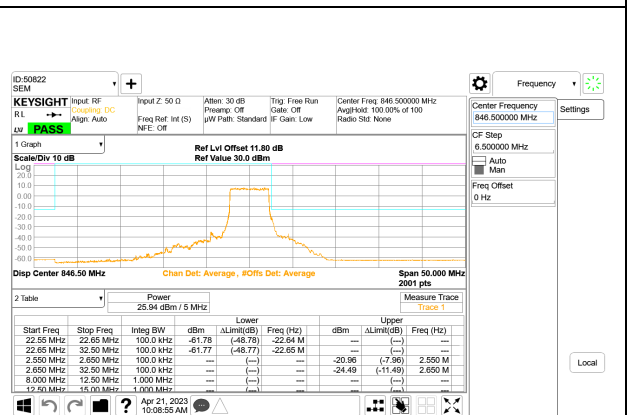 ID:50822
SEM
Frequency
KEYSIGHT Input: RF Input Z: 50 Ω Atten: 30 dB Trig: Free Run Center Freq: 846.500000 MHz
RL Coupling: DC Preamp: Off Gate: Off Avg|Hold: 100.00% of 100
Align: Auto Freq Ref: Int (S) µW Path: Standard IF Gain: Low Radio Std: None
LXI PASS NFE: Off
Center Frequency
846.500000 MHz
Settings
CF Step
6.500000 MHz
Auto
Man
Freq Offset
0 Hz
1 Graph
Ref Lvl Offset 11.80 dB
Scale/Div 10 dB Ref Value 30.0 dBm
Log
20.0
10.0
0.00
-10.0
-20.0
-30.0
-40.0
-50.0
-60.0
Disp Center 846.50 MHz Chan Det: Average, #Offs Det: Average Span 50.000 MHz
2001 pts
2 Table Power Measure Trace
25.94 dBm / 5 MHz Trace 1
Lower Upper
Start Freq Stop Freq Integ BW dBm ΔLimit(dB) Freq (Hz) dBm ΔLimit(dB) Freq (Hz)
22.55 MHz 22.65 MHz 100.0 kHz -61.78 (-48.78) -22.64 M --- (---) ---
22.65 MHz 32.50 MHz 100.0 kHz -61.77 (-48.77) -22.65 M --- (---) ---
2.550 MHz 2.650 MHz 100.0 kHz --- (---) --- -20.96 (-7.96) 2.550 M
2.650 MHz 32.50 MHz 100.0 kHz --- (---) --- -24.49 (-11.49) 2.650 M
8.000 MHz 12.50 MHz 1.000 MHz --- (---) --- --- (---) ---
12.50 MHz 15.00 MHz 1.000 MHz --- (---) --- --- (---) ---
Local
? Apr 21, 2023
10:08:55 AM